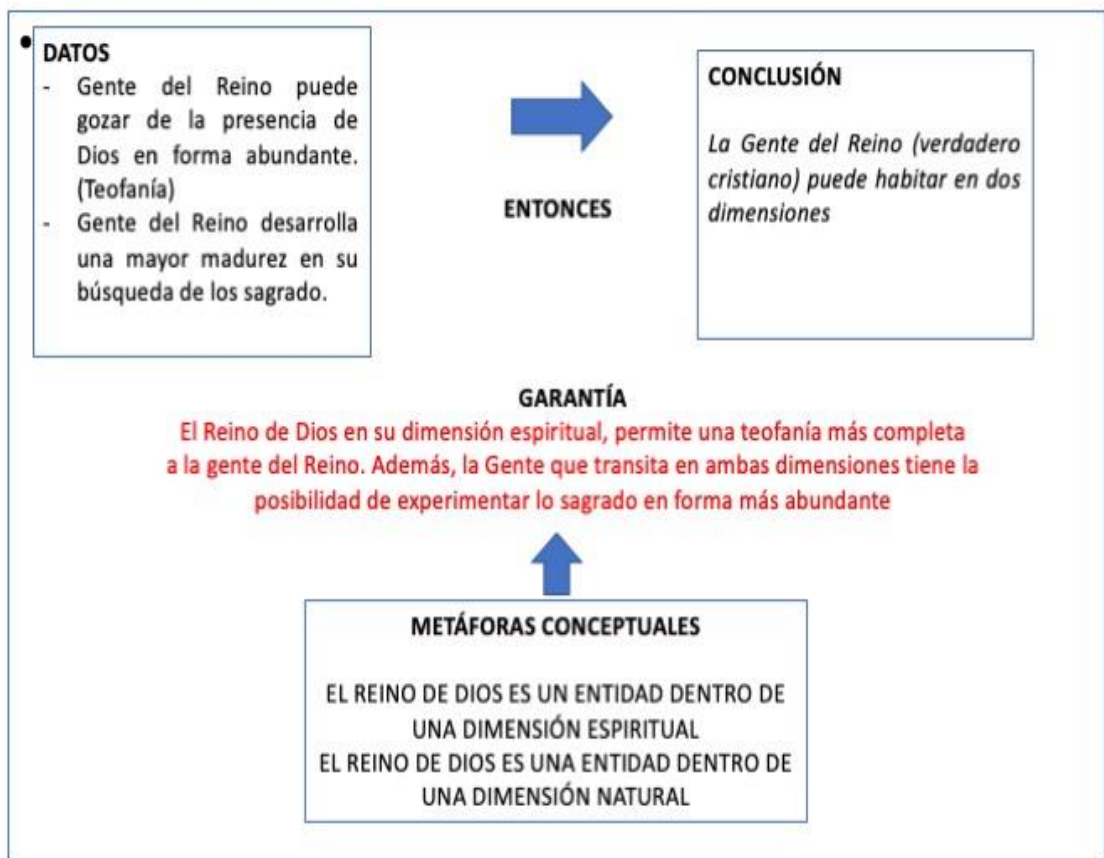 •
DATOS
- Gente del Reino puede
gozar de la presencia de
Dios en forma abundante.
(Teofanía)
- Gente del Reino desarrolla
una mayor madurez en su
búsqueda de los sagrado.
ENTONCES
CONCLUSIÓN
La Gente del Reino (verdadero
cristiano) puede habitar en dos
dimensiones
GARANTÍA
El Reino de Dios en su dimensión espiritual, permite una teofanía más completa
a la gente del Reino. Además, la Gente que transita en ambas dimensiones tiene la
posibilidad de experimentar lo sagrado en forma más abundante
METÁFORAS CONCEPTUALES
EL REINO DE DIOS ES UN ENTIDAD DENTRO DE
UNA DIMENSIÓN ESPIRITUAL
EL REINO DE DIOS ES UNA ENTIDAD DENTRO DE
UNA DIMENSIÓN NATURAL